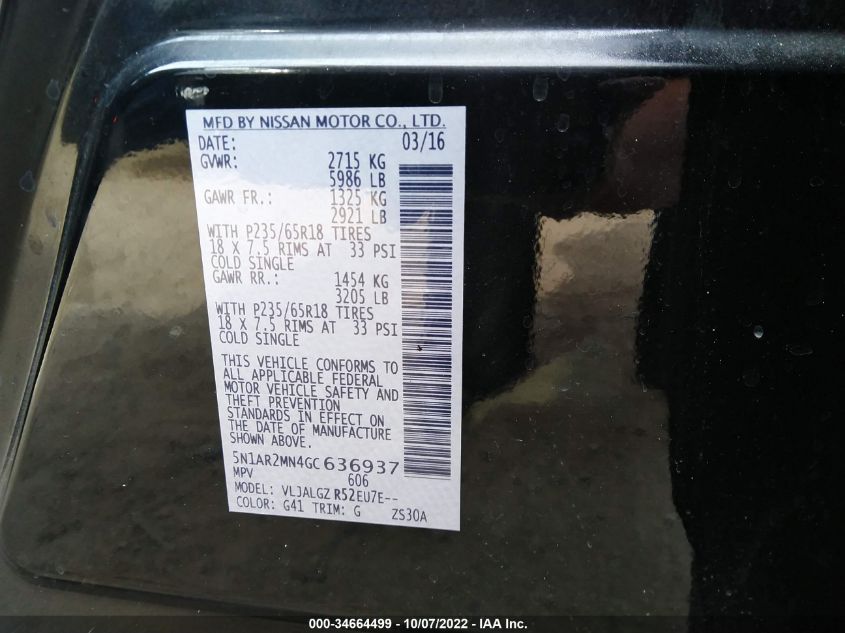 MFD BY NISSAN MOTOR CO., LTD.
DATE: 03/16
GVWR: 2715 KG
5986 LB
GAWR FR.: 1325 KG
2921 LB
WITH P235/65R18 TIRES
18 X 7.5 RIMS AT 33 PSI
COLD SINGLE
GAWR RR.: 1454 KG
3205 LB
WITH P235/65R18 TIRES
18 X 7.5 RIMS AT 33 PSI
COLD SINGLE
THIS VEHICLE CONFORMS TO
ALL APPLICABLE FEDERAL
MOTOR VEHICLE SAFETY AND
THEFT PREVENTION
STANDARDS IN EFFECT ON
THE DATE OF MANUFACTURE
SHOWN ABOVE.
5N1AR2MN4GC 636937
MPV 606
MODEL: VLJALGZ R52EU7E--
COLOR: G41 TRIM: G ZS30A
000-34664499 - 10/07/2022 - IAA Inc.